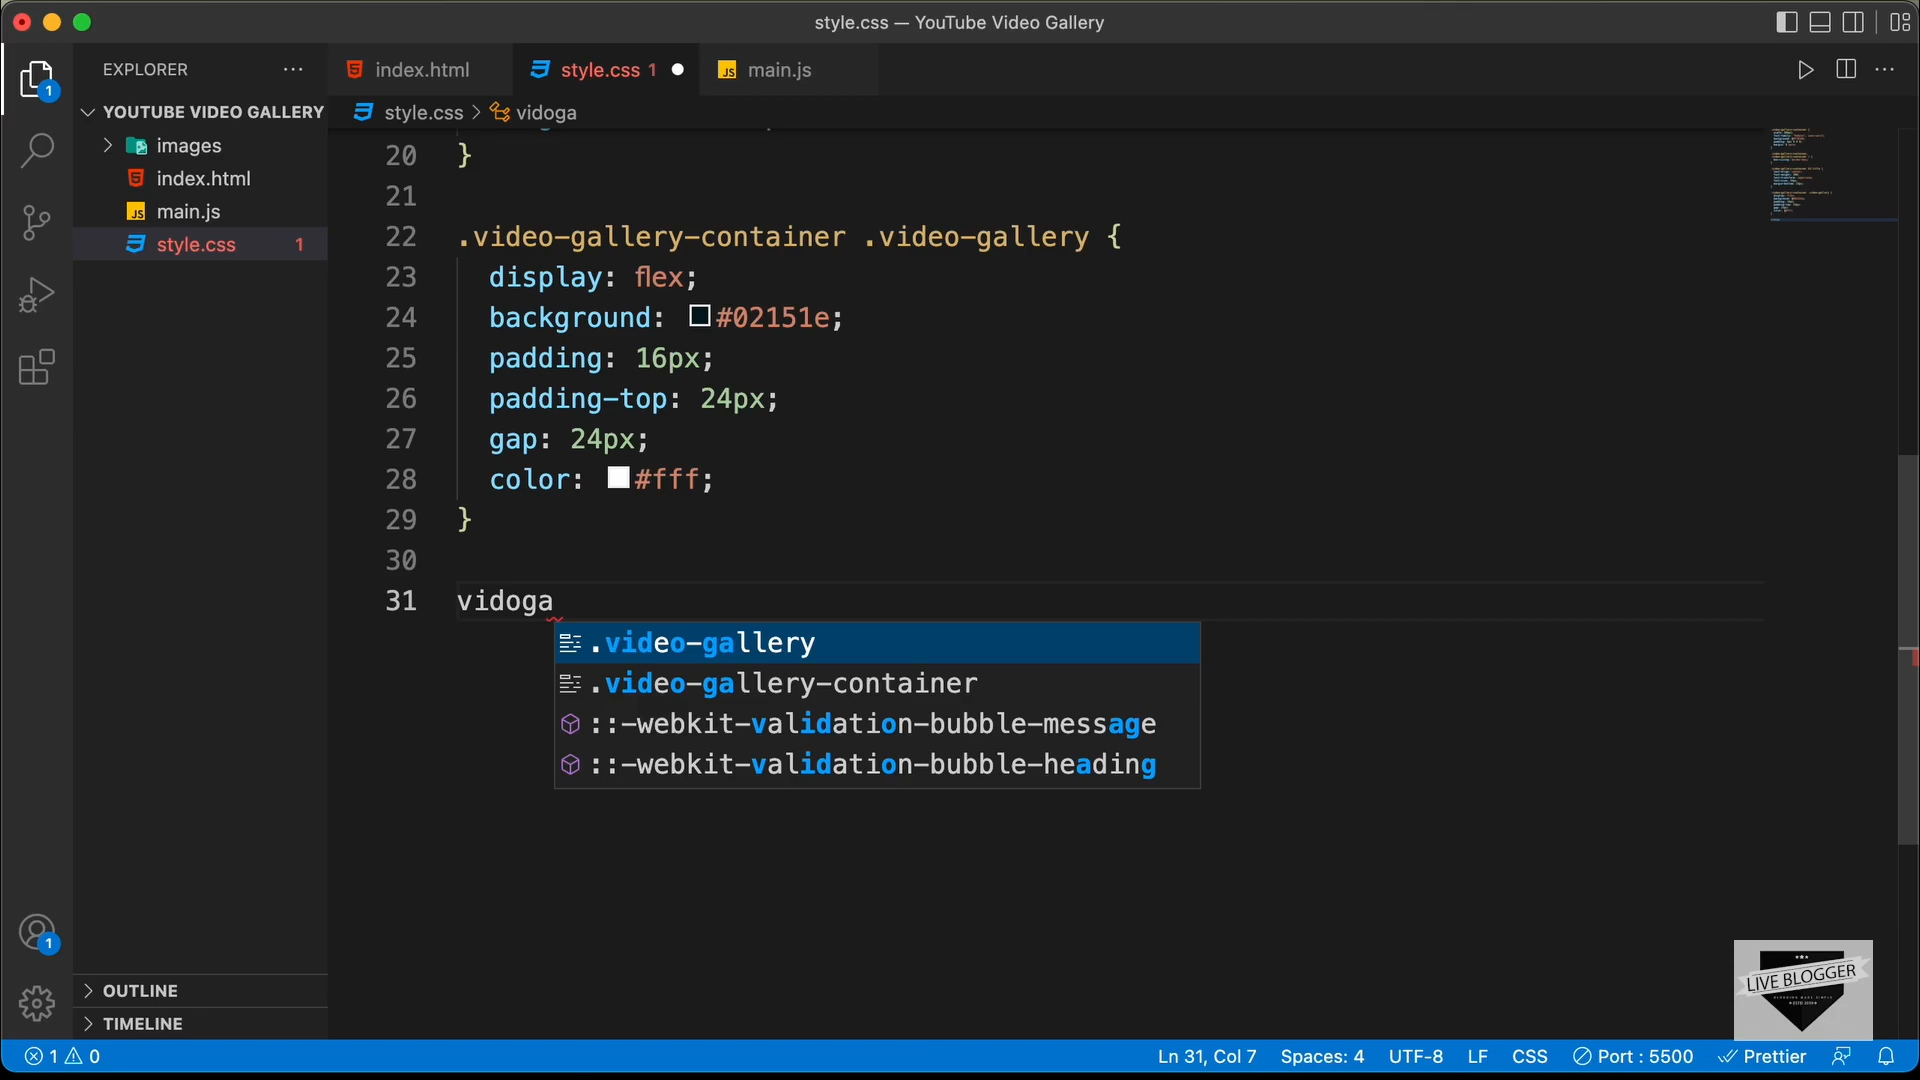 style.css — YouTube Video Gallery
EXPLORER
index.html
style.css 1
main.js
1
YOUTUBE VIDEO GALLERY
style.css > vidoga
images
index.html
main.js
style.css 1
20 }
21
22 .video-gallery-container .video-gallery {
23 display: flex;
24 background: #02151e;
25 padding: 16px;
26 padding-top: 24px;
27 gap: 24px;
28 color: #fff;
29 }
30
31 vidoga
.video-gallery
.video-gallery-container
::-webkit-validation-bubble-message
::-webkit-validation-bubble-heading
1
OUTLINE
TIMELINE
LIVE BLOGGER
1 0
Ln 31, Col 7 Spaces: 4 UTF-8 LF CSS Port : 5500 Prettier